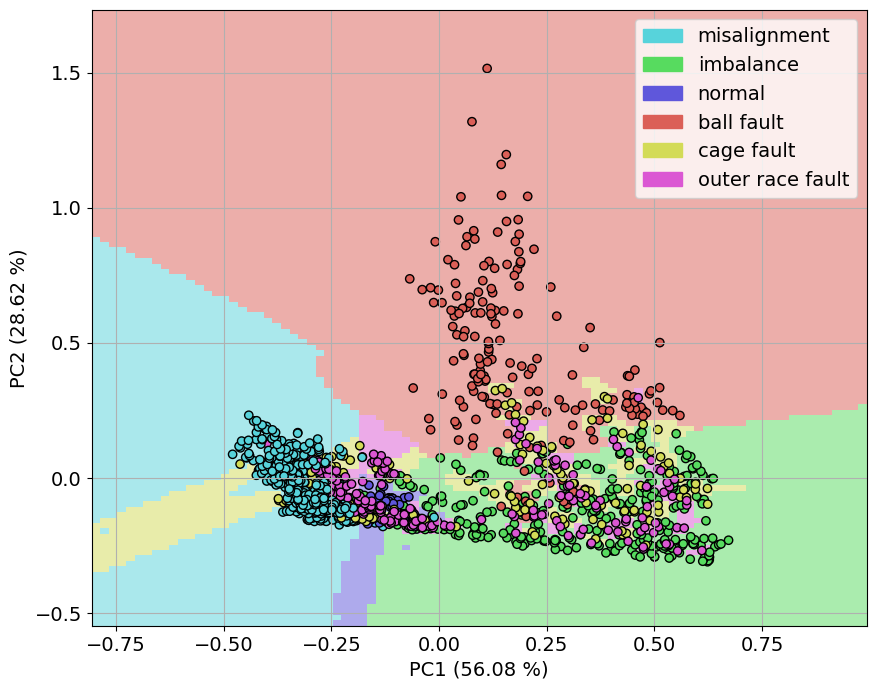 misalignment
imbalance
normal
ball fault
cage fault
outer race fault
1.5
1.0
0.5
0.0
−0.5
PC2 (28.62 %)
−0.75
−0.50
−0.25
0.00
0.25
0.50
0.75
PC1 (56.08 %)